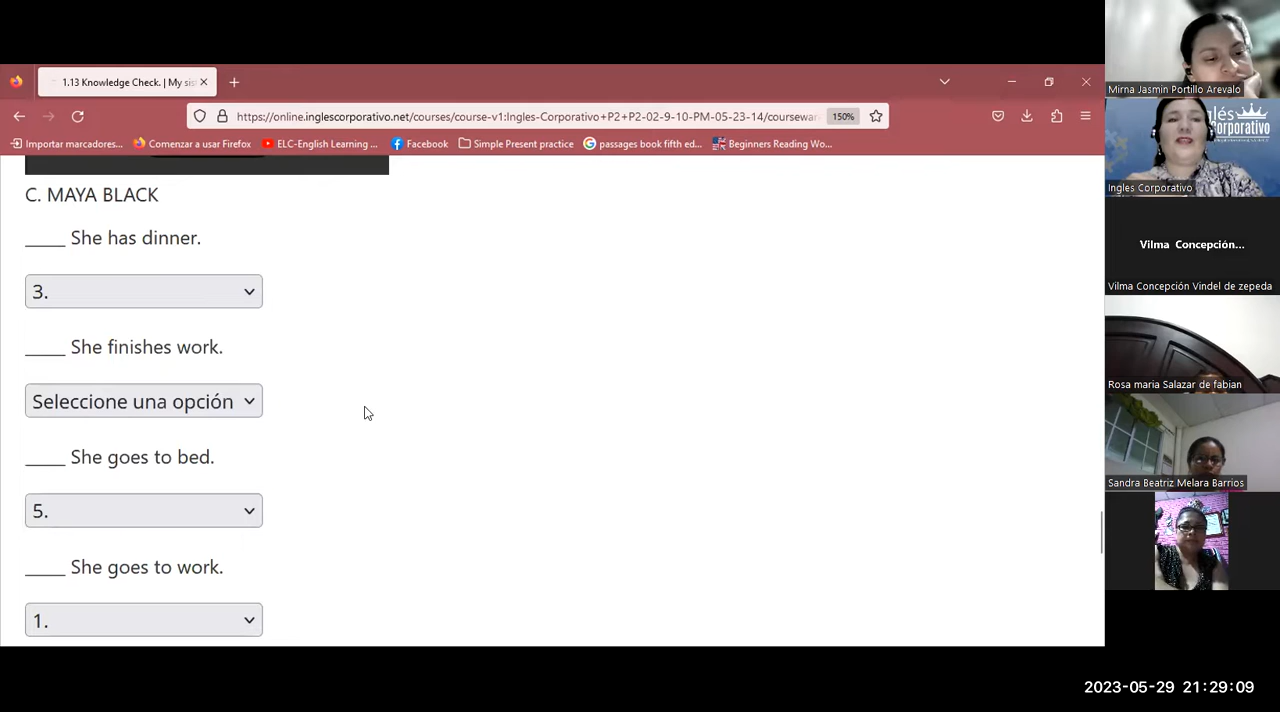 Mirna Jasmin Portillo Arevalo
1.13 Knowledge Check. | My sis
https://online.inglescorporativo.net/courses/course-v1:Ingles-Corporativo+P2+P2-02-9-10-PM-05-23-14/coursewar
150%
Importar marcadores...
Comenzar a usar Firefox
ELC-English Learning ...
Facebook
Simple Present practice
passages book fifth ed...
Beginners Reading Wo...
C. MAYA BLACK
_____ She has dinner.
3.
_____ She finishes work.
Seleccione una opción
_____ She goes to bed.
5.
_____ She goes to work.
1.
Ingles Corporativo
Vilma Concepción...
Vilma Concepción Vindel de zepeda
Rosa maria Salazar de fabian
Sandra Beatriz Melara Barrios
2023-05-29 21:29:09